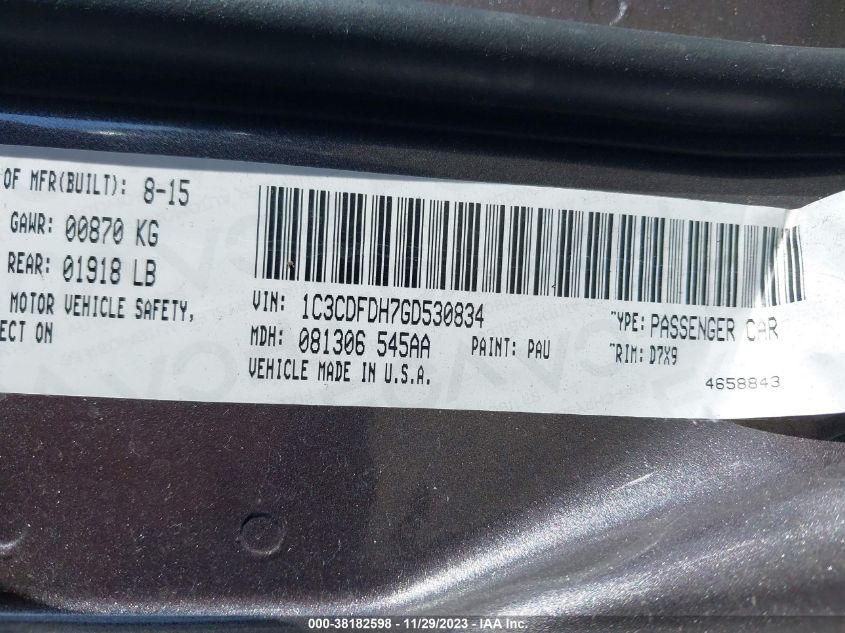 OF MFR(BUILT): 8-15
GAWR: 00870 KG
REAR: 01918 LB
MOTOR VEHICLE SAFETY,
ECT ON
VIN: 1C3CDFDH7GD530834
MDH: 081306 545AA PAINT: PAU
VEHICLE MADE IN U.S.A.
YPE: PASSENGER CAR
RIM: D7X9
4658843
000-38182598 - 11/29/2023 - IAA Inc.